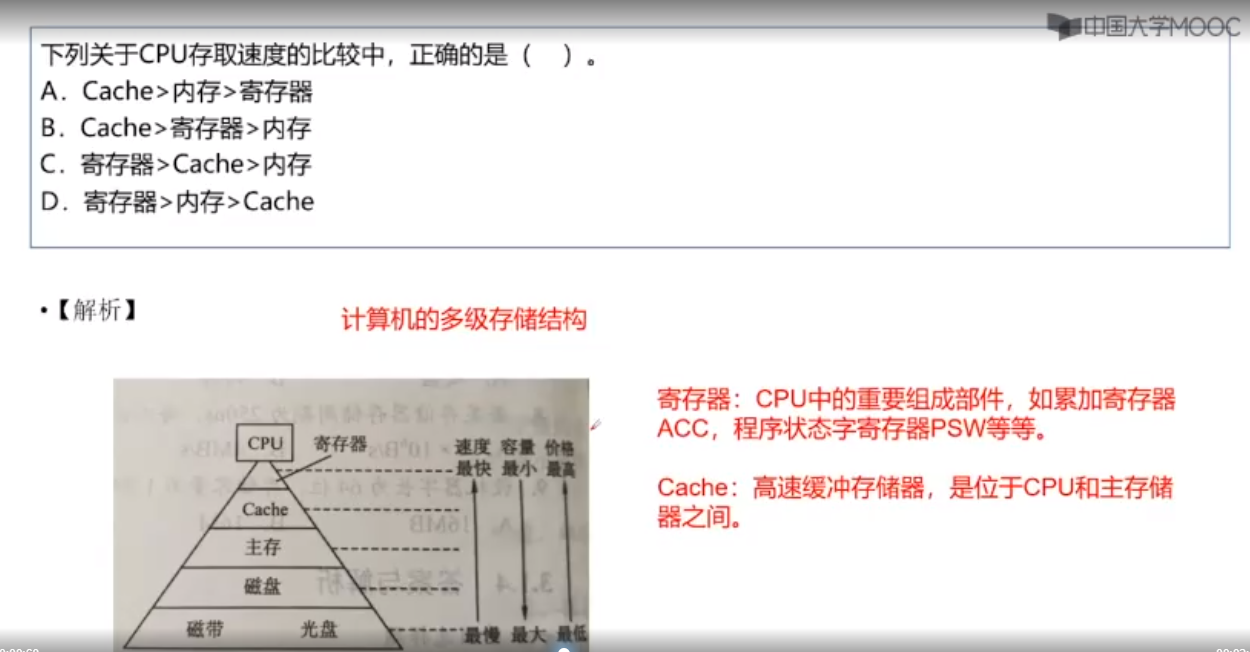 中国大学MOOC
下列关于CPU存取速度的比较中，正确的是（　）。
A．Cache>内存>寄存器
B．Cache>寄存器>内存
C．寄存器>Cache>内存
D．寄存器>内存>Cache
•【解析】
计算机的多级存储结构
CPU
寄存器
速度 容量 价格
最快 最小 最高
Cache
主存
磁盘
磁带 光盘
最慢 最大 最低
寄存器：CPU中的重要组成部件，如累加寄存器
ACC，程序状态字寄存器PSW等等。
Cache：高速缓冲存储器，是位于CPU和主存储
器之间。